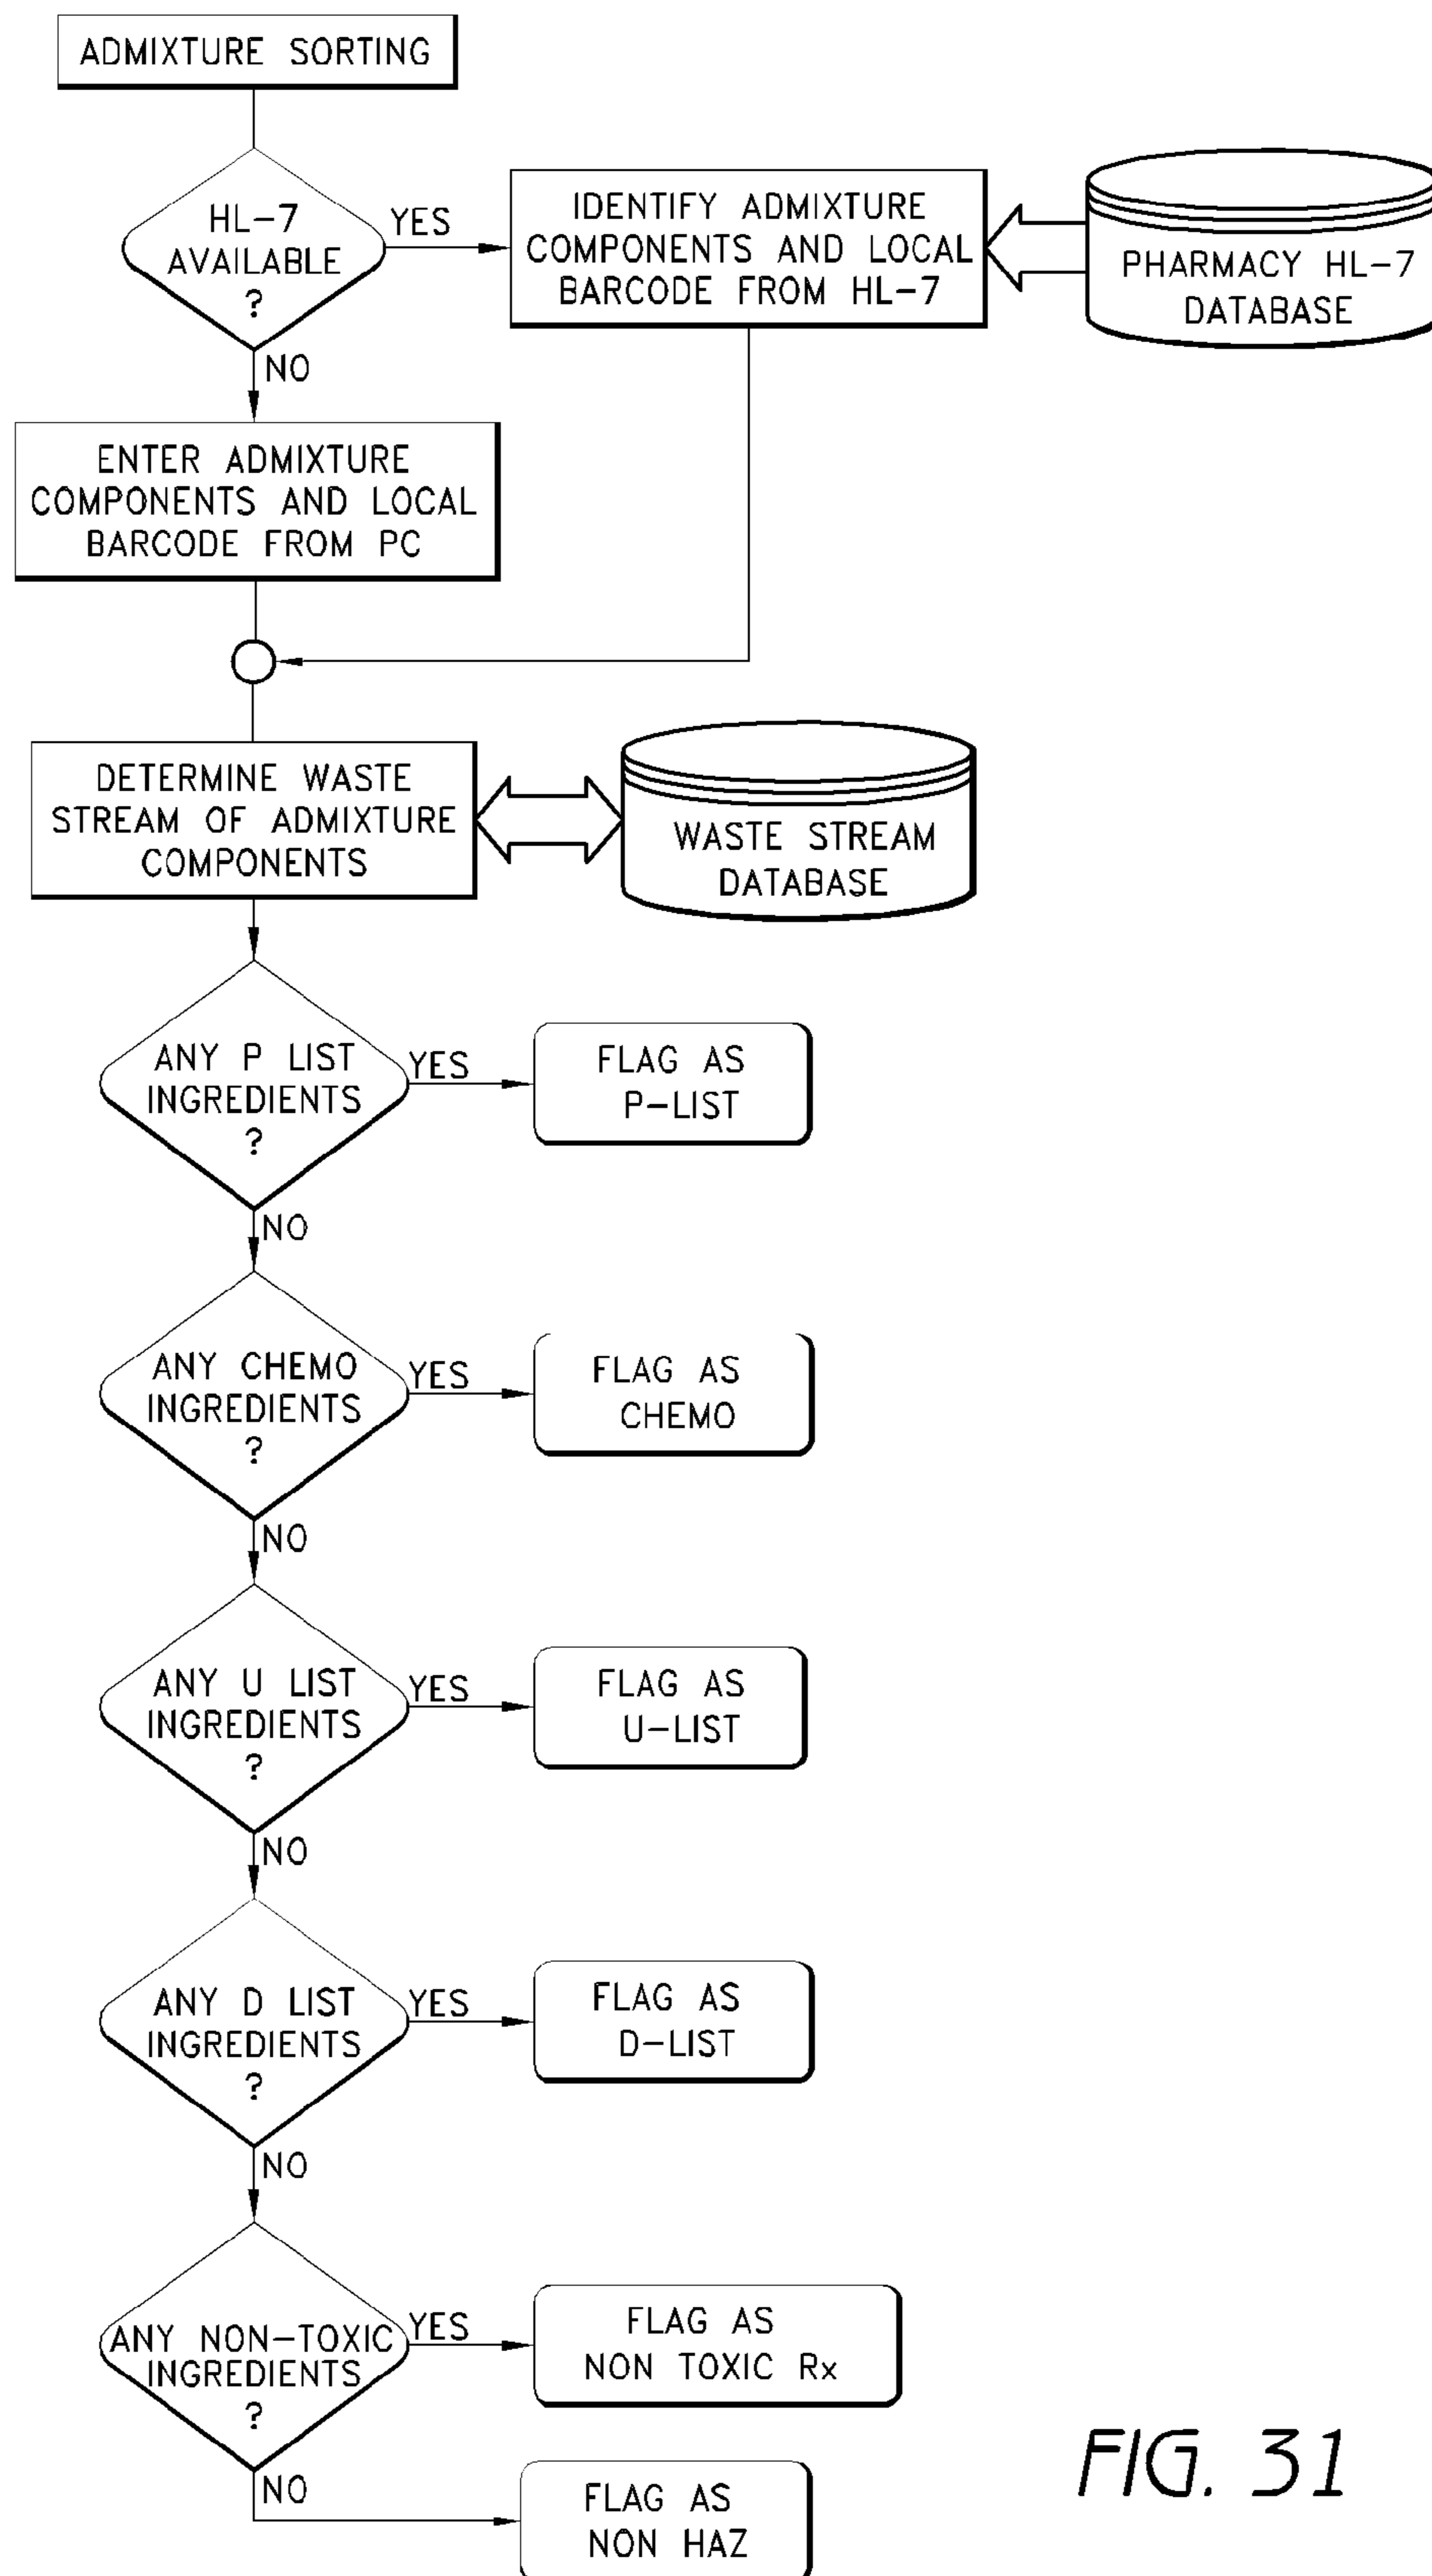 ADMIXTURE SORTING
HL-7
AVAILABLE
?
YES
IDENTIFY ADMIXTURE
COMPONENTS AND LOCAL
BARCODE FROM HL-7
PHARMACY HL-7
DATABASE
NO
ENTER ADMIXTURE
COMPONENTS AND LOCAL
BARCODE FROM PC
DETERMINE WASTE
STREAM OF ADMIXTURE
COMPONENTS
WASTE STREAM
DATABASE
ANY P LIST
INGREDIENTS
?
YES
FLAG AS
P-LIST
NO
ANY CHEMO
INGREDIENTS
?
YES
FLAG AS
CHEMO
NO
ANY U LIST
INGREDIENTS
?
YES
FLAG AS
U-LIST
NO
ANY D LIST
INGREDIENTS
?
YES
FLAG AS
D-LIST
NO
ANY NON-TOXIC
INGREDIENTS
?
YES
FLAG AS
NON TOXIC Rx
NO
FLAG AS
NON HAZ
FIG. 31